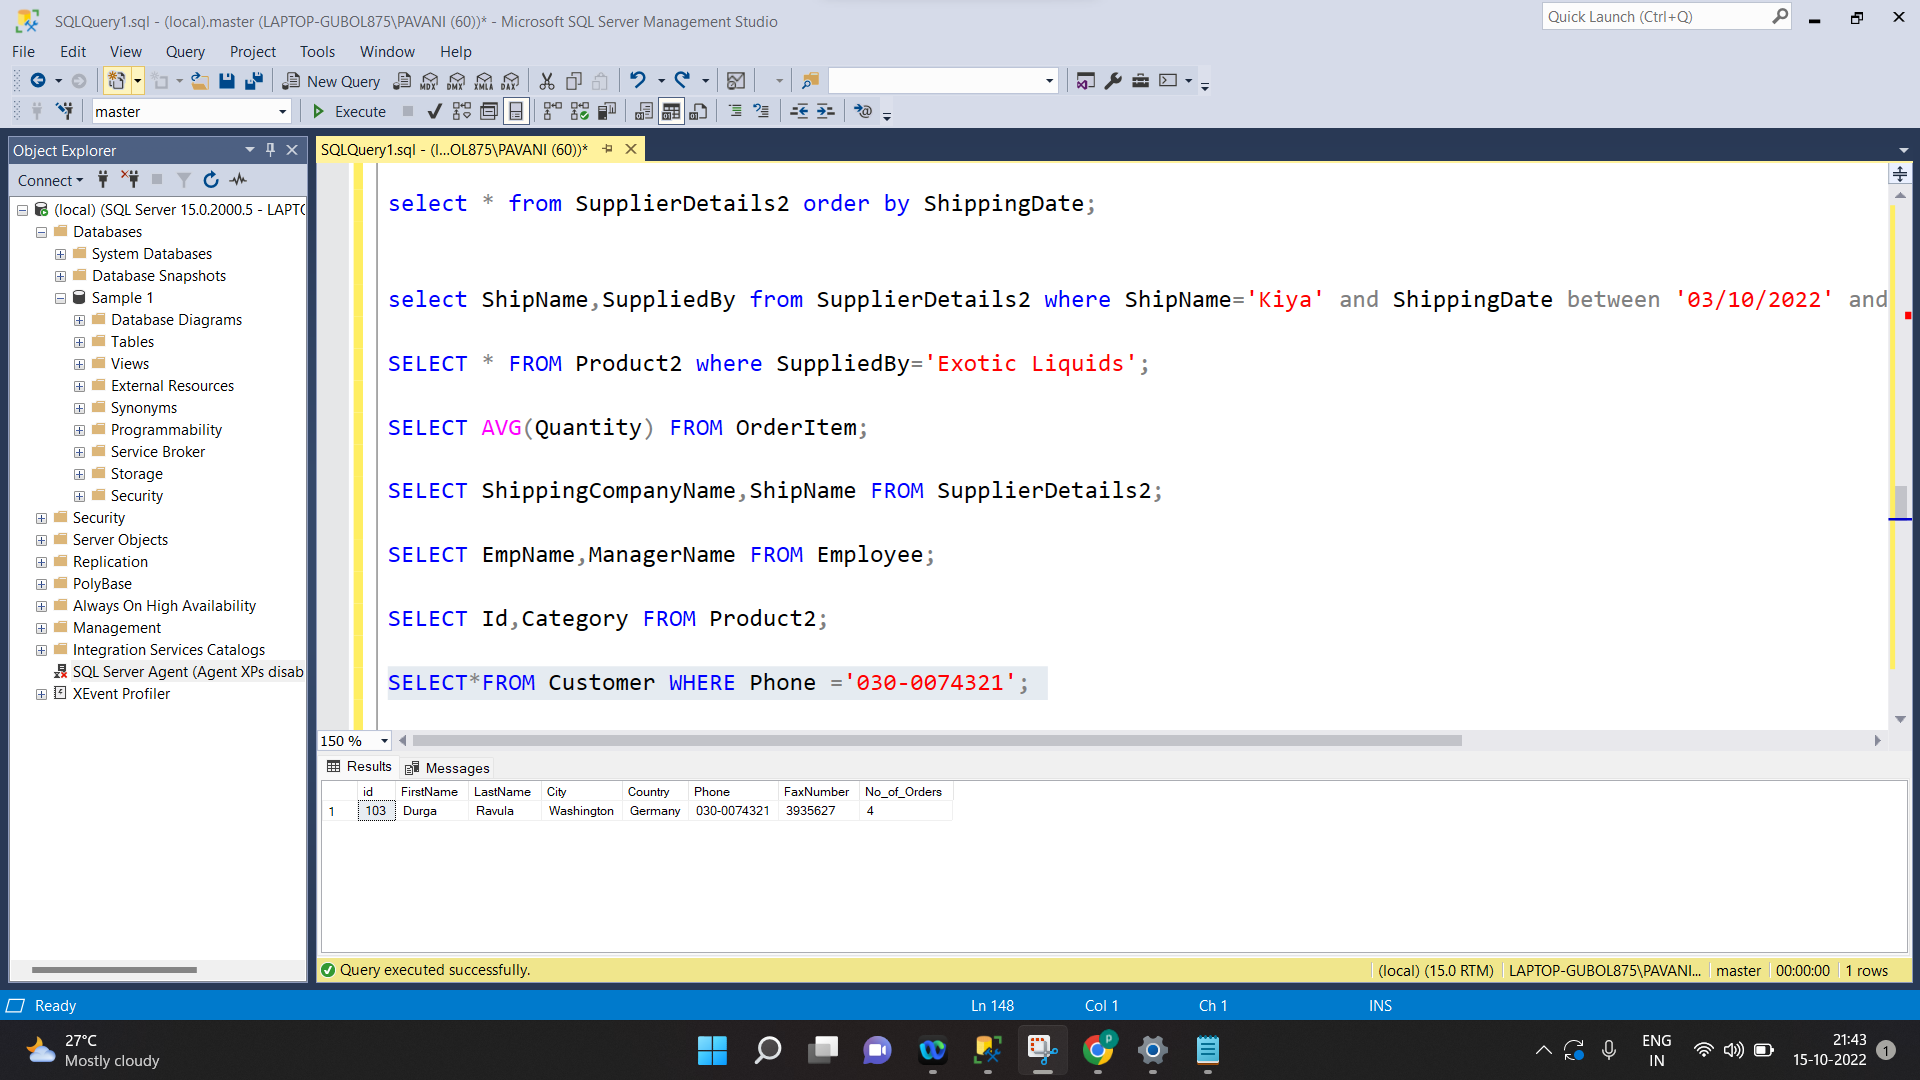 SQLQuery1.sql - (local).master (LAPTOP-GUBOL875\PAVANI (60))* - Microsoft SQL Server Management Studio
Quick Launch (Ctrl+Q)
File Edit View Query Project Tools Window Help
New Query MDX DMX XMLA DAX
master Execute
Object Explorer
Connect
(local) (SQL Server 15.0.2000.5 - LAPTO
Databases
System Databases
Database Snapshots
Sample 1
Database Diagrams
Tables
Views
External Resources
Synonyms
Programmability
Service Broker
Storage
Security
Security
Server Objects
Replication
PolyBase
Always On High Availability
Management
Integration Services Catalogs
SQL Server Agent (Agent XPs disab
XEvent Profiler
SQLQuery1.sql - (l...OL875\PAVANI (60))*
select * from SupplierDetails2 order by ShippingDate;
select ShipName,SuppliedBy from SupplierDetails2 where ShipName='Kiya' and ShippingDate between '03/10/2022' and
SELECT * FROM Product2 where SuppliedBy='Exotic Liquids';
SELECT AVG(Quantity) FROM OrderItem;
SELECT ShippingCompanyName,ShipName FROM SupplierDetails2;
SELECT EmpName,ManagerName FROM Employee;
SELECT Id,Category FROM Product2;
SELECT*FROM Customer WHERE Phone ='030-0074321';
150 %
Results Messages
id FirstName LastName City Country Phone FaxNumber No_of_Orders
1 103 Durga Ravula Washington Germany 030-0074321 3935627 4
Query executed successfully.
(local) (15.0 RTM) LAPTOP-GUBOL875\PAVANI... master 00:00:00 1 rows
Ready Ln 148 Col 1 Ch 1 INS
27°C
Mostly cloudy
P
ENG
IN
21:43
15-10-2022
1